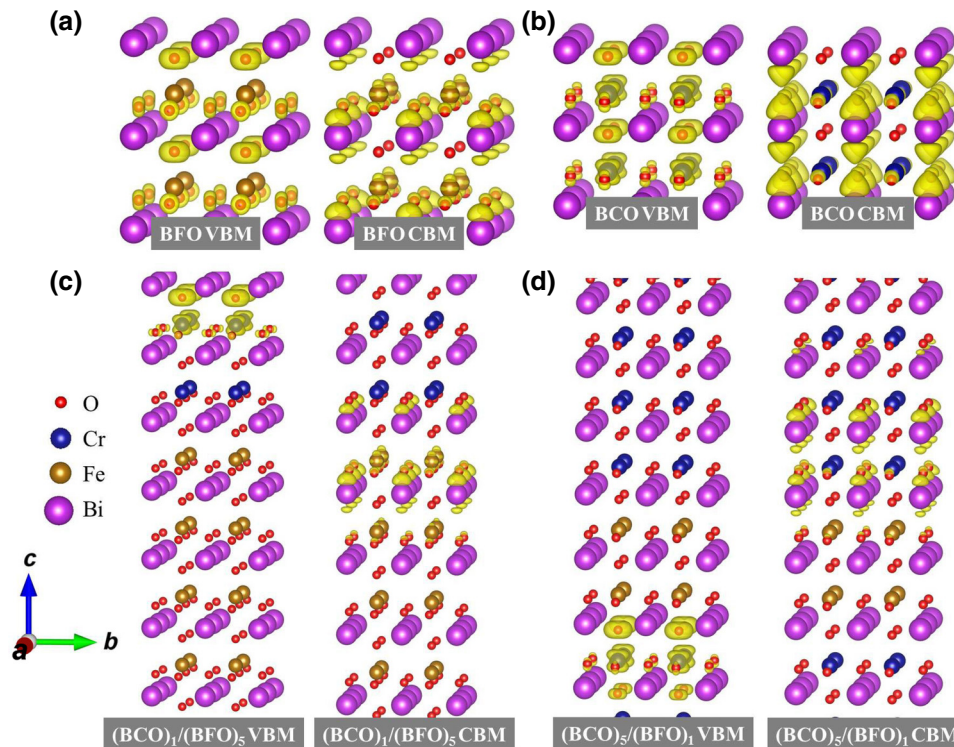 (a)
(b)
BFO VBM
BFO CBM
BCO VBM
BCO CBM
(c)
(d)
O
Cr
Fe
Bi
c
b
a
(BCO)₁/(BFO)₅ VBM
(BCO)₁/(BFO)₅ CBM
(BCO)₅/(BFO)₁ VBM
(BCO)₅/(BFO)₁ CBM